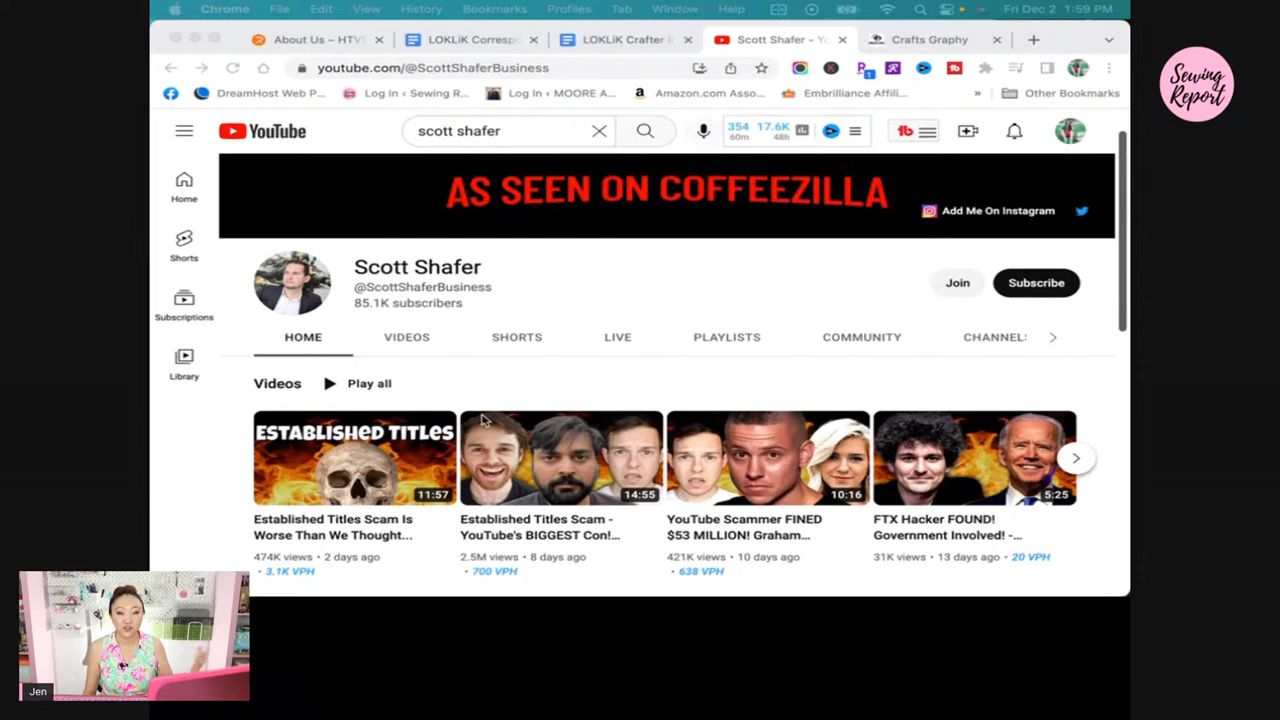 Chrome File Edit View History Bookmarks Profiles Tab Window Help Fri Dec 2 1:59 PM
About Us – HTV LOKLiK Corresp LOKLiK Crafter Scott Shafer – Yo Crafts Graphy
youtube.com/@ScottShaferBusiness
DreamHost Web P... Log In ‹ Sewing R... Log In ‹ MOORE A... Amazon.com Asso... Embrilliance Affili... » Other Bookmarks
Sewing
Report
YouTube
scott shafer
354 17.6K
60m 48h
tb
AS SEEN ON COFFEEZILLA
Add Me On Instagram
Home
Shorts
Subscriptions
Library
Scott Shafer
@ScottShaferBusiness
85.1K subscribers
Join Subscribe
HOME VIDEOS SHORTS LIVE PLAYLISTS COMMUNITY CHANNELS
Videos Play all
ESTABLISHED TITLES
11:57 14:55 10:16 5:25
Established Titles Scam Is
Worse Than We Thought...
474K views • 2 days ago
• 3.1K VPH
Established Titles Scam -
YouTube's BIGGEST Con!...
2.5M views • 8 days ago
• 700 VPH
YouTube Scammer FINED
$53 MILLION! Graham...
421K views • 10 days ago
• 638 VPH
FTX Hacker FOUND!
Government Involved! -...
31K views • 13 days ago • 20 VPH
Jen